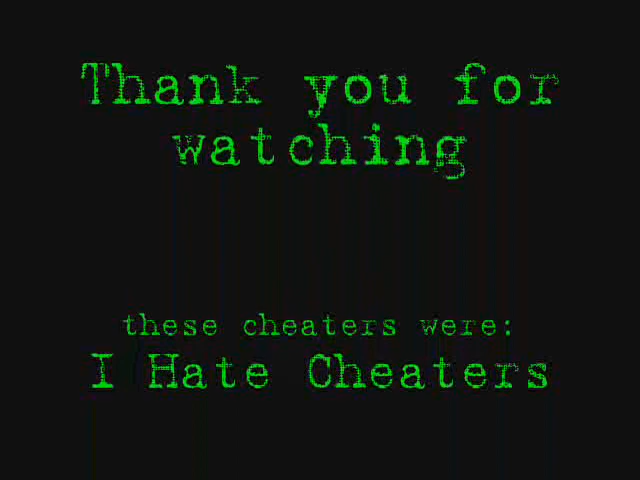 Thank you for
watching
these cheaters were:
I Hate Cheaters